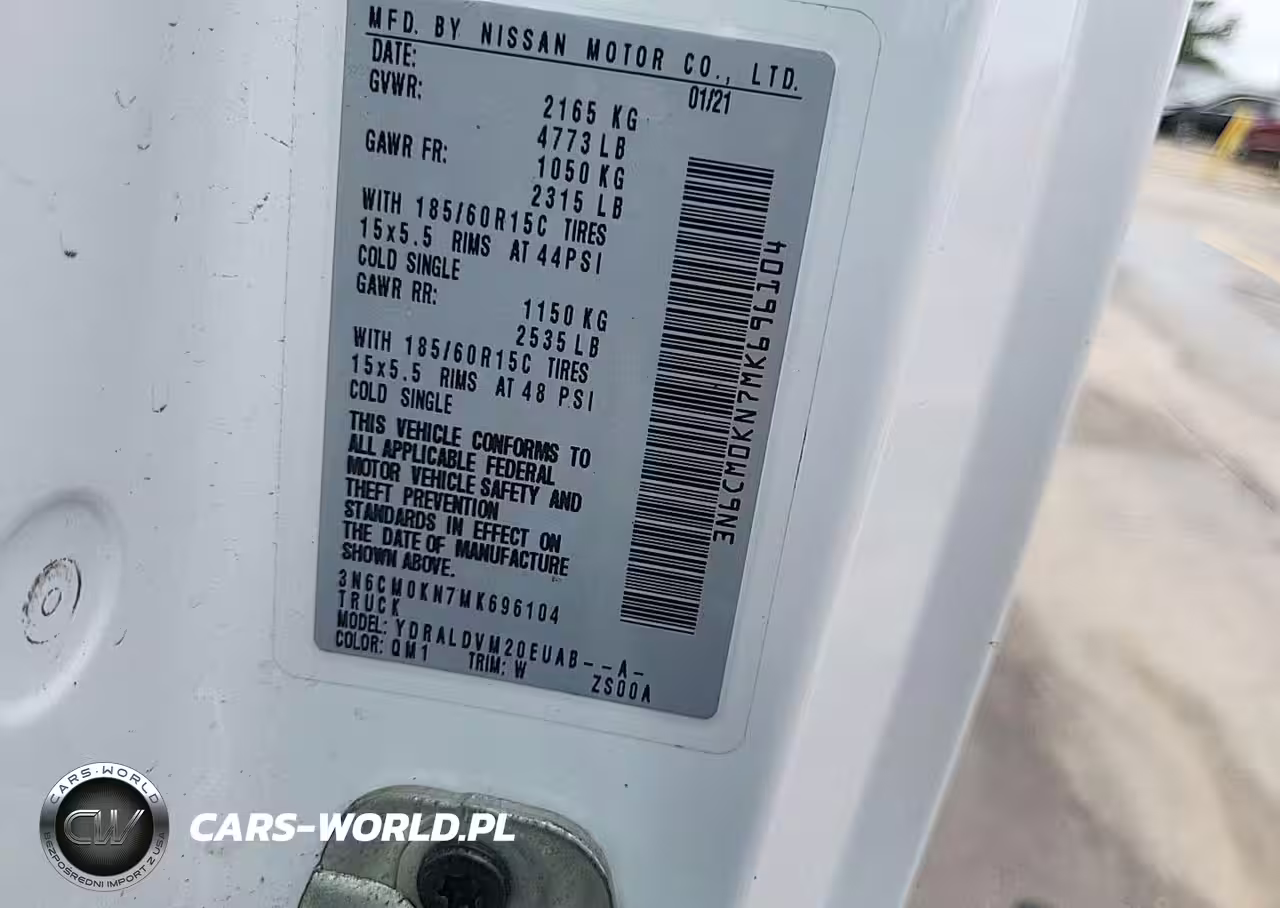 MFD. BY NISSAN MOTOR CO., LTD.
DATE: 01/21
GVWR: 2165 KG
4773 LB
GAWR FR: 1050 KG
2315 LB
WITH 185/60R15C TIRES
15x5.5 RIMS AT 44PSI
COLD SINGLE
GAWR RR: 1150 KG
2535 LB
WITH 185/60R15C TIRES
15x5.5 RIMS AT 48 PSI
COLD SINGLE
THIS VEHICLE CONFORMS TO
ALL APPLICABLE FEDERAL
MOTOR VEHICLE SAFETY AND
THEFT PREVENTION
STANDARDS IN EFFECT ON
THE DATE OF MANUFACTURE
SHOWN ABOVE.
3N6CM0KN7MK696104
TRUCK
MODEL: YDRALDVM20EUAB--A-
COLOR: QM1 TRIM: W ZS00A
3N6CM0KN7MK696104
CARS-WORLD
CW
BEZPOŚREDNI IMPORT Z USA
CARS-WORLD.PL